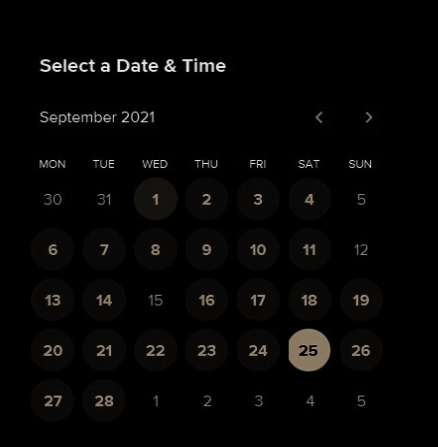 Select a Date & Time
September 2021
MON TUE WED THU FRI SAT SUN
30 31 1 2 3 4 5
6 7 8 9 10 11 12
13 14 15 16 17 18 19
20 21 22 23 24 25 26
27 28 1 2 3 4 5